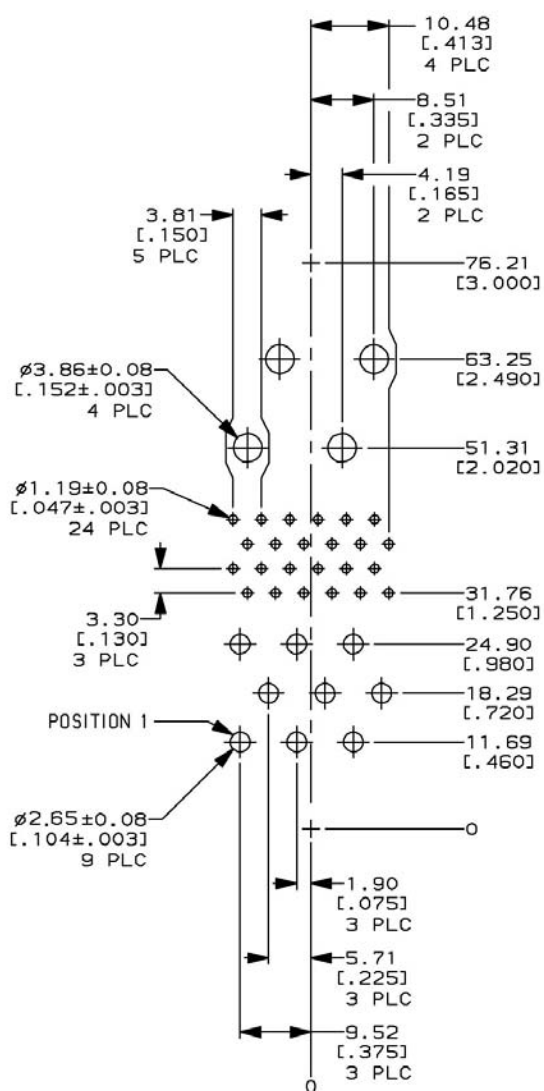 10.48
[.413]
4 PLC
8.51
[.335]
2 PLC
4.19
[.165]
2 PLC
3.81
[.150]
5 PLC
76.21
[3.000]
ø3.86±0.08
[.152±.003]
4 PLC
63.25
[2.490]
51.31
[2.020]
ø1.19±0.08
[.047±.003]
24 PLC
31.76
[1.250]
3.30
[.130]
3 PLC
24.90
[.980]
18.29
[.720]
POSITION 1
11.69
[.460]
ø2.65±0.08
[.104±.003]
9 PLC
0
1.90
[.075]
3 PLC
5.71
[.225]
3 PLC
9.52
[.375]
3 PLC
0